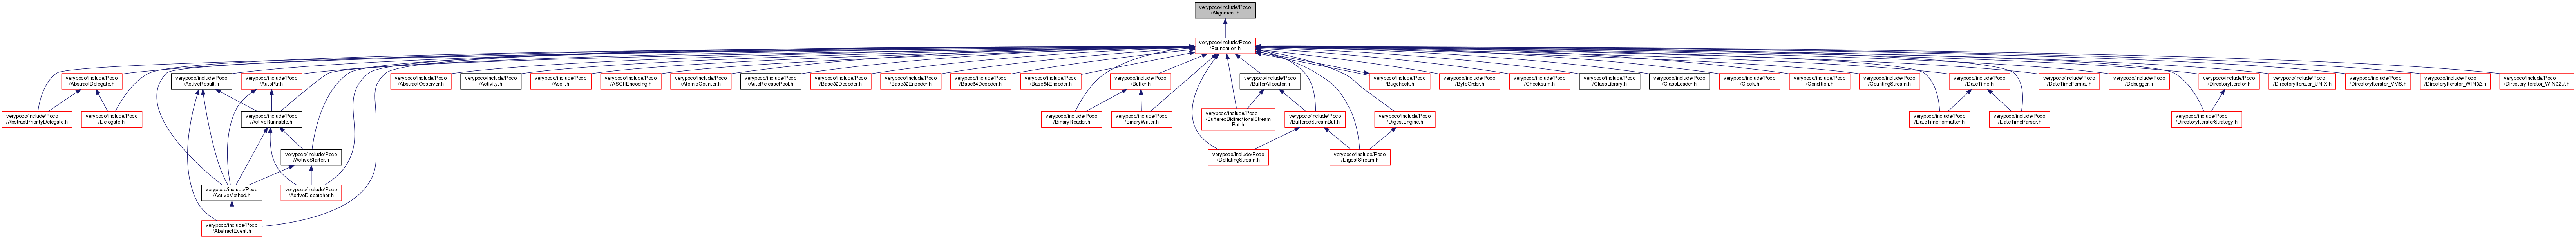 verypoco/include/Poco
/Alignment.h
verypoco/include/Poco
/Foundation.h
verypoco/include/Poco
/AbstractDelegate.h
verypoco/include/Poco
/ActiveResult.h
verypoco/include/Poco
/AutoPtr.h
verypoco/include/Poco
/AbstractObserver.h
verypoco/include/Poco
/Activity.h
verypoco/include/Poco
/Ascii.h
verypoco/include/Poco
/ASCIIEncoding.h
verypoco/include/Poco
/AtomicCounter.h
verypoco/include/Poco
/AutoReleasePool.h
verypoco/include/Poco
/Base32Decoder.h
verypoco/include/Poco
/Base32Encoder.h
verypoco/include/Poco
/Base64Decoder.h
verypoco/include/Poco
/Base64Encoder.h
verypoco/include/Poco
/Buffer.h
verypoco/include/Poco
/BufferAllocator.h
verypoco/include/Poco
/Bugcheck.h
verypoco/include/Poco
/ByteOrder.h
verypoco/include/Poco
/Checksum.h
verypoco/include/Poco
/ClassLibrary.h
verypoco/include/Poco
/ClassLoader.h
verypoco/include/Poco
/Clock.h
verypoco/include/Poco
/Condition.h
verypoco/include/Poco
/CountingStream.h
verypoco/include/Poco
/DateTime.h
verypoco/include/Poco
/DateTimeFormat.h
verypoco/include/Poco
/Debugger.h
verypoco/include/Poco
/DirectoryIterator.h
verypoco/include/Poco
/DirectoryIterator_UNIX.h
verypoco/include/Poco
/DirectoryIterator_VMS.h
verypoco/include/Poco
/DirectoryIterator_WIN32.h
verypoco/include/Poco
/DirectoryIterator_WIN32U.h
verypoco/include/Poco
/AbstractPriorityDelegate.h
verypoco/include/Poco
/Delegate.h
verypoco/include/Poco
/ActiveRunnable.h
verypoco/include/Poco
/BinaryReader.h
verypoco/include/Poco
/BinaryWriter.h
verypoco/include/Poco
/BufferedBidirectionalStream
Buf.h
verypoco/include/Poco
/BufferedStreamBuf.h
verypoco/include/Poco
/DigestEngine.h
verypoco/include/Poco
/DateTimeFormatter.h
verypoco/include/Poco
/DateTimeParser.h
verypoco/include/Poco
/DirectoryIteratorStrategy.h
verypoco/include/Poco
/ActiveStarter.h
verypoco/include/Poco
/DeflatingStream.h
verypoco/include/Poco
/DigestStream.h
verypoco/include/Poco
/ActiveMethod.h
verypoco/include/Poco
/ActiveDispatcher.h
verypoco/include/Poco
/AbstractEvent.h